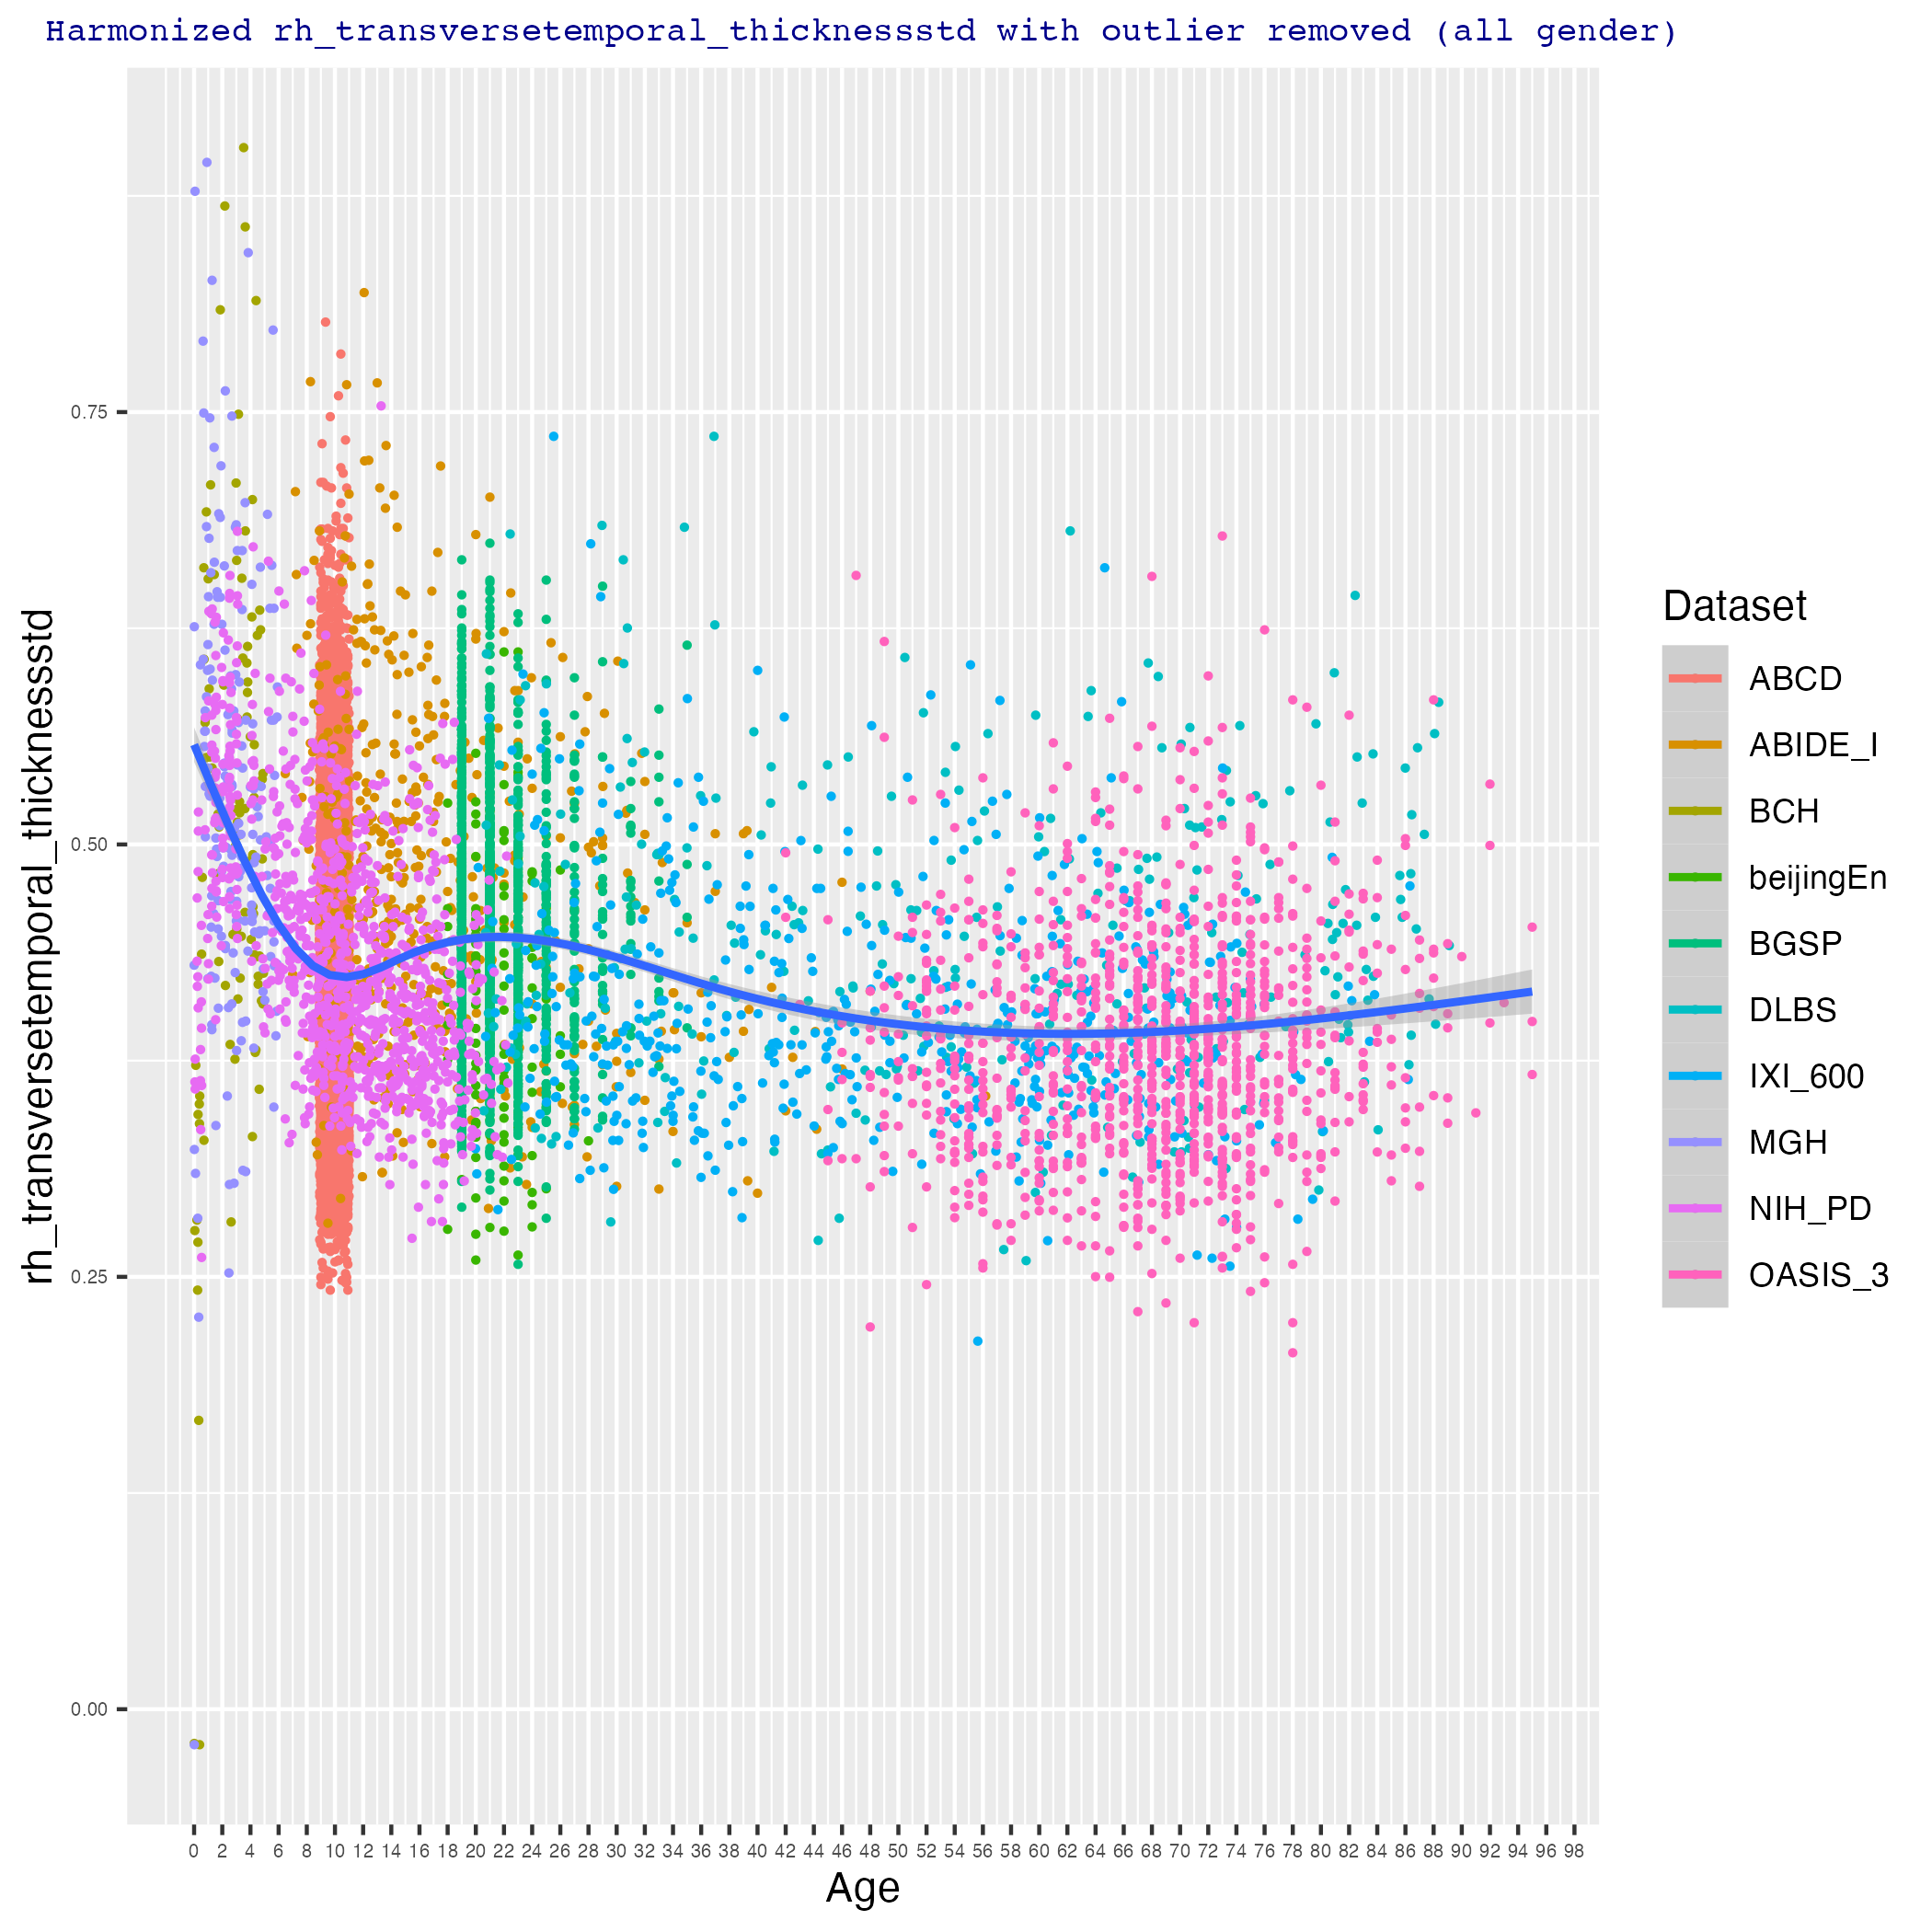 Harmonized rh_transversetemporal_thicknessstd with outlier removed (all gender)
rh_transversetemporal_thicknessstd
0.75
0.50
0.25
0.00
0 2 4 6 8 10 12 14 16 18 20 22 24 26 28 30 32 34 36 38 40 42 44 46 48 50 52 54 56 58 60 62 64 66 68 70 72 74 76 78 80 82 84 86 88 90 92 94 96 98
Age
Dataset
ABCD
ABIDE_I
BCH
beijingEn
BGSP
DLBS
IXI_600
MGH
NIH_PD
OASIS_3